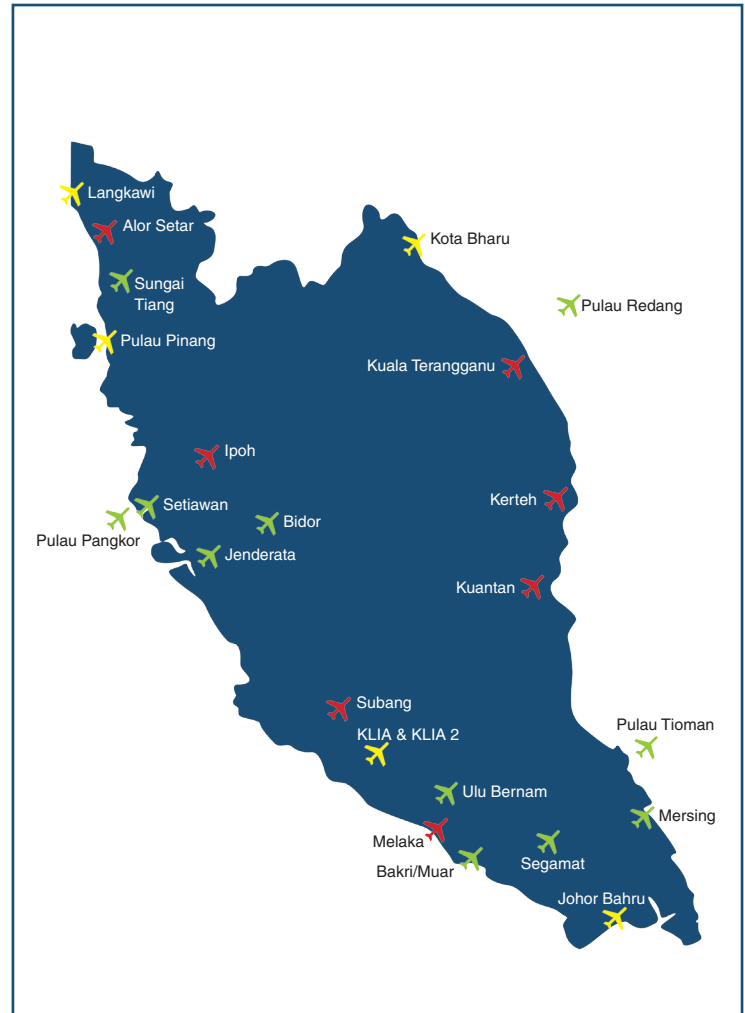 Langkawi
Alor Setar
Kota Bharu
Sungai
Tiang
Pulau Redang
Pulau Pinang
Kuala Terangganu
Ipoh
Kerteh
Setiawan
Bidor
Pulau Pangkor
Jenderata
Kuantan
Subang
Pulau Tioman
KLIA & KLIA 2
Ulu Bernam
Mersing
Melaka
Segamat
Bakri/Muar
Johor Bahru